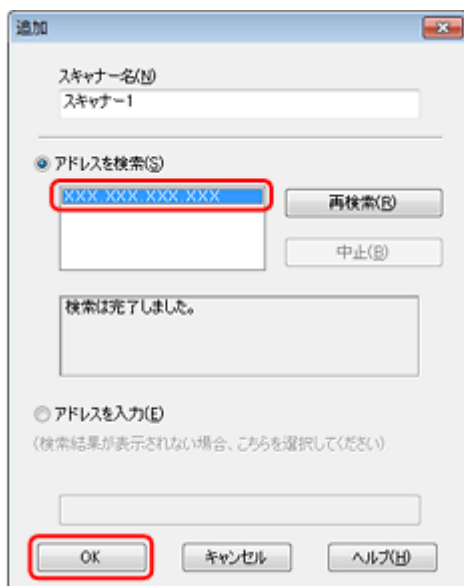 追加
スキャナー名(N)
スキャナー1
アドレスを検索(S)
XXX.XXX.XXX.XXX
再検索(R)
中止(B)
検索は完了しました。
アドレスを入力(E)
(検索結果が表示されない場合、こちらを選択してください)
OK
キャンセル
ヘルプ(H)